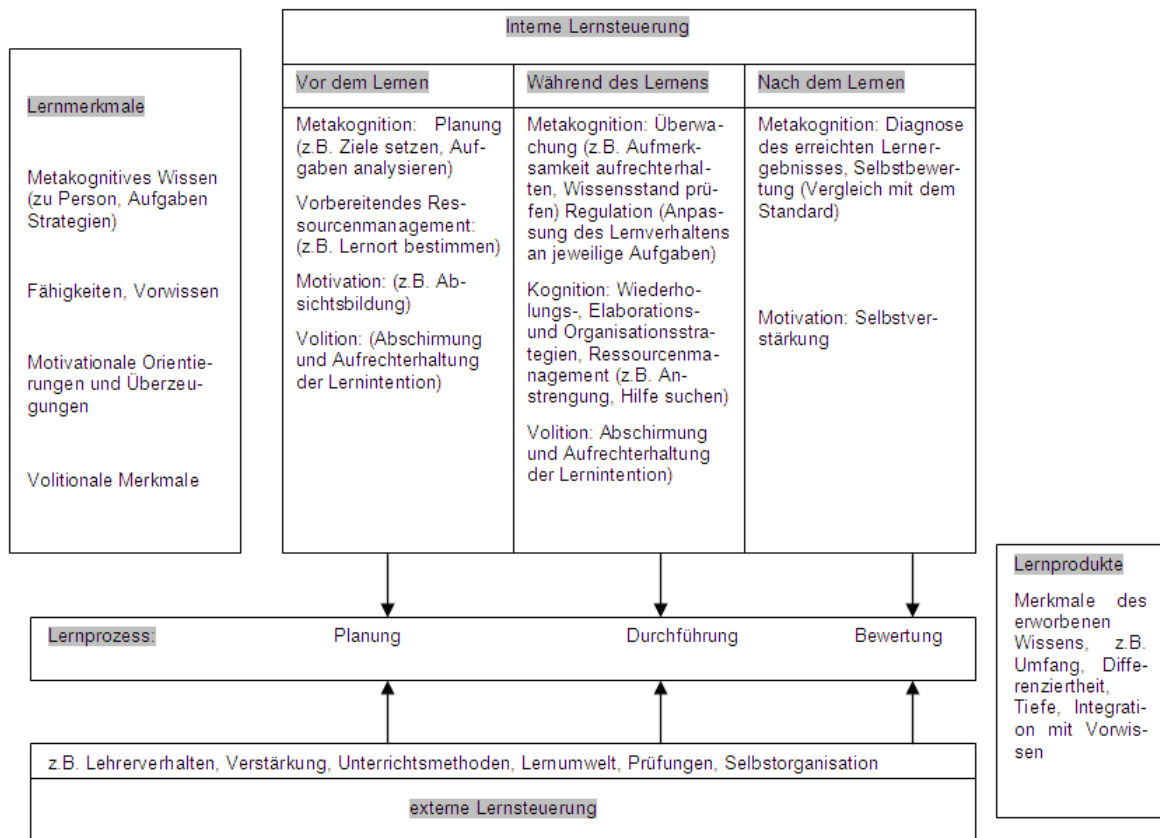 Interne Lernsteuerung
Lernmerkmale
Metakognitives Wissen
(zu Person, Aufgaben
Strategien)
Fähigkeiten, Vorwissen
Motivationale Orientie-
rungen und Überzeu-
gungen
Volitionale Merkmale
Vor dem Lernen
Metakognition: Planung
(z.B. Ziele setzen, Auf-
gaben analysieren)
Vorbereitendes Res-
sourcenmanagement:
(z.B. Lernort bestimmen)
Motivation: (z.B. Ab-
sichtsbildung)
Volition: (Abschirmung
und Aufrechterhaltung
der Lernintention)
Während des Lernens
Metakognition: Überwa-
chung (z.B. Aufmerk-
samkeit aufrechterhal-
ten, Wissensstand prü-
fen) Regulation (Anpas-
sung des Lernverhaltens
an jeweilige Aufgaben)
Kognition: Wiederho-
lungs-, Elaborations-
und Organisationsstra-
tegien, Ressourcenma-
nagement (z.B. An-
strengung, Hilfe suchen)
Volition: Abschirmung
und Aufrechterhaltung
der Lernintention)
Nach dem Lernen
Metakognition: Diagnose
des erreichten Lerner-
gebnisses, Selbstbewer-
tung (Vergleich mit dem
Standard)
Motivation: Selbstver-
stärkung
Lernprozess: Planung Durchführung Bewertung
z.B. Lehrerverhalten, Verstärkung, Unterrichtsmethoden, Lernumwelt, Prüfungen, Selbstorganisation
externe Lernsteuerung
Lernprodukte
Merkmale des
erworbenen
Wissens, z.B.
Umfang, Diffe-
renziertheit,
Tiefe, Integrati-
on mit Vorwis-
sen